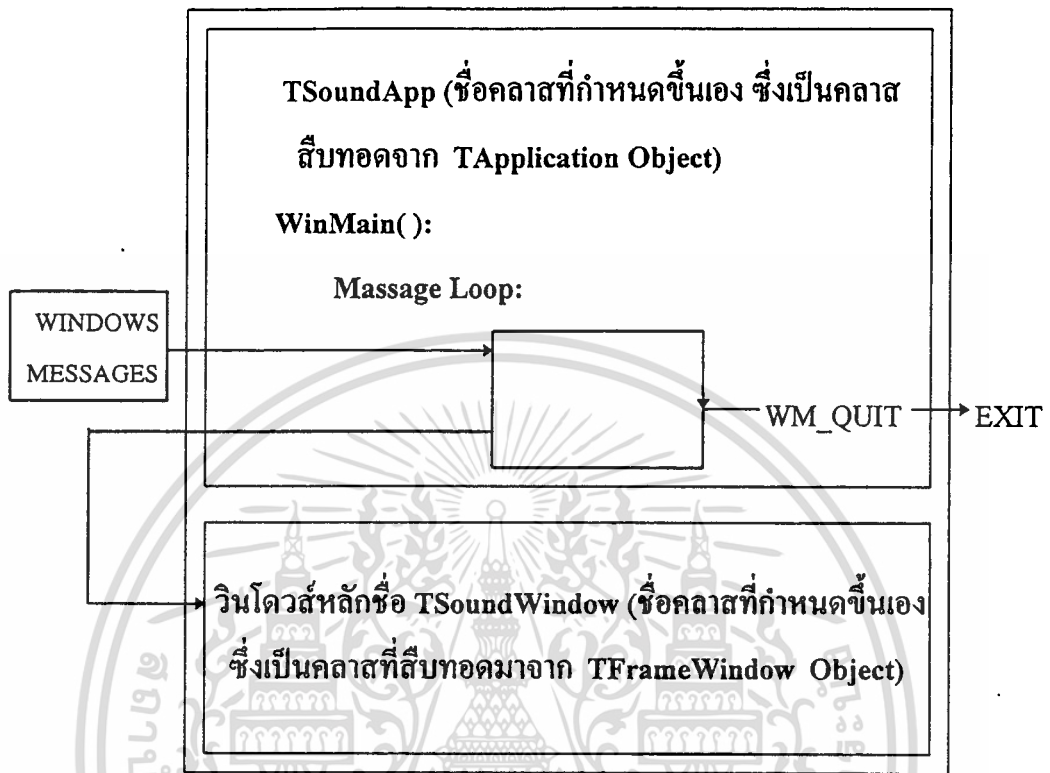 TSoundApp (ชื่อคลาสที่กำหนดขึ้นเอง ซึ่งเป็นคลาส
สืบทอดจาก TApplication Object)
WinMain( ):
Massage Loop:
WINDOWS
MESSAGES
WM_QUIT
EXIT
วินโดวส์หลักชื่อ TSoundWindow (ชื่อคลาสที่กำหนดขึ้นเอง
ซึ่งเป็นคลาสที่สืบทอดมาจาก TFrameWindow Object)